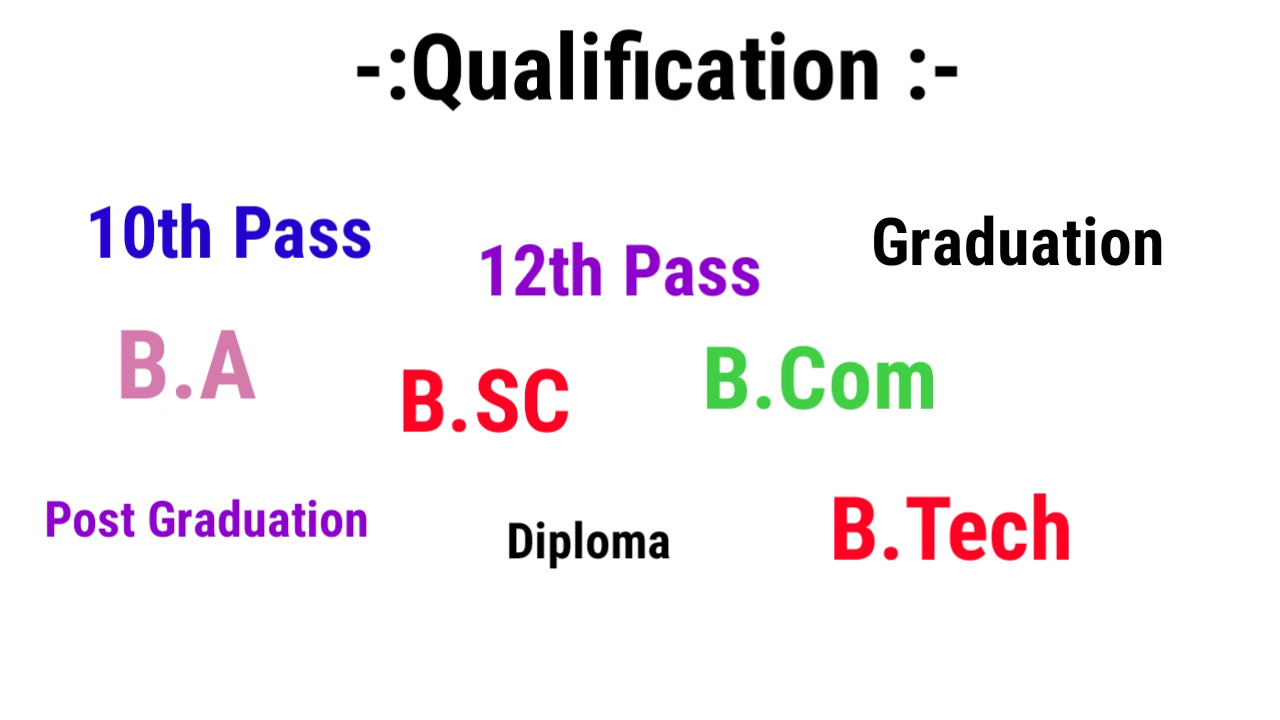 -:Qualification :-
10th Pass
12th Pass
Graduation
B.A
B.SC
B.Com
Post Graduation
Diploma
B.Tech